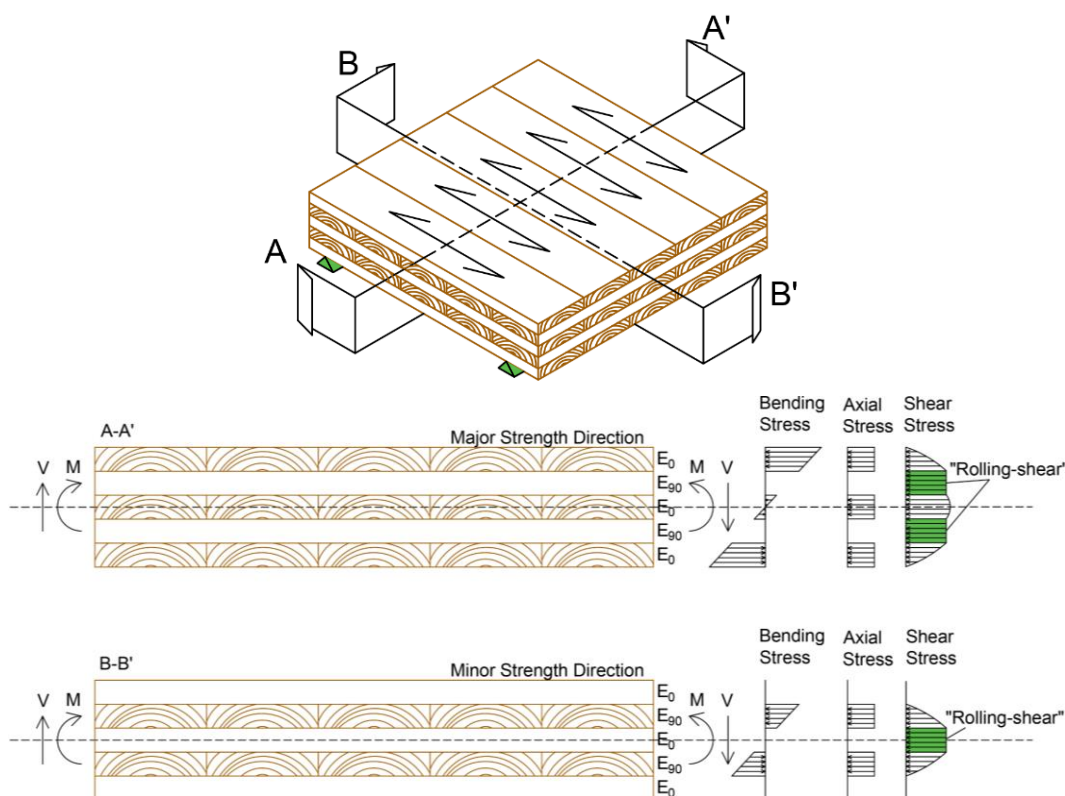 A'
B
A
B'
A-A'
Major Strength Direction
V M
E0
E90
E0
E90
E0
M V
Bending Stress
Axial Stress
Shear Stress
"Rolling-shear"
B-B'
Minor Strength Direction
V M
E0
E90
E0
E90
E0
M V
Bending Stress
Axial Stress
Shear Stress
"Rolling-shear"